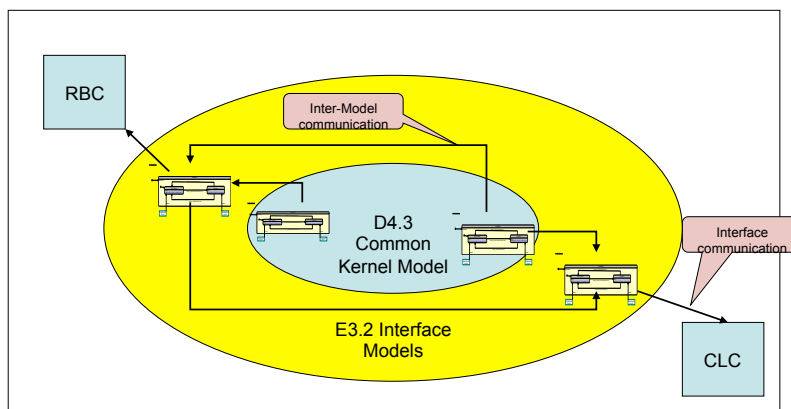 RBC
Inter-Model
communication
D4.3
Common
Kernel Model
Interface
communication
E3.2 Interface
Models
CLC